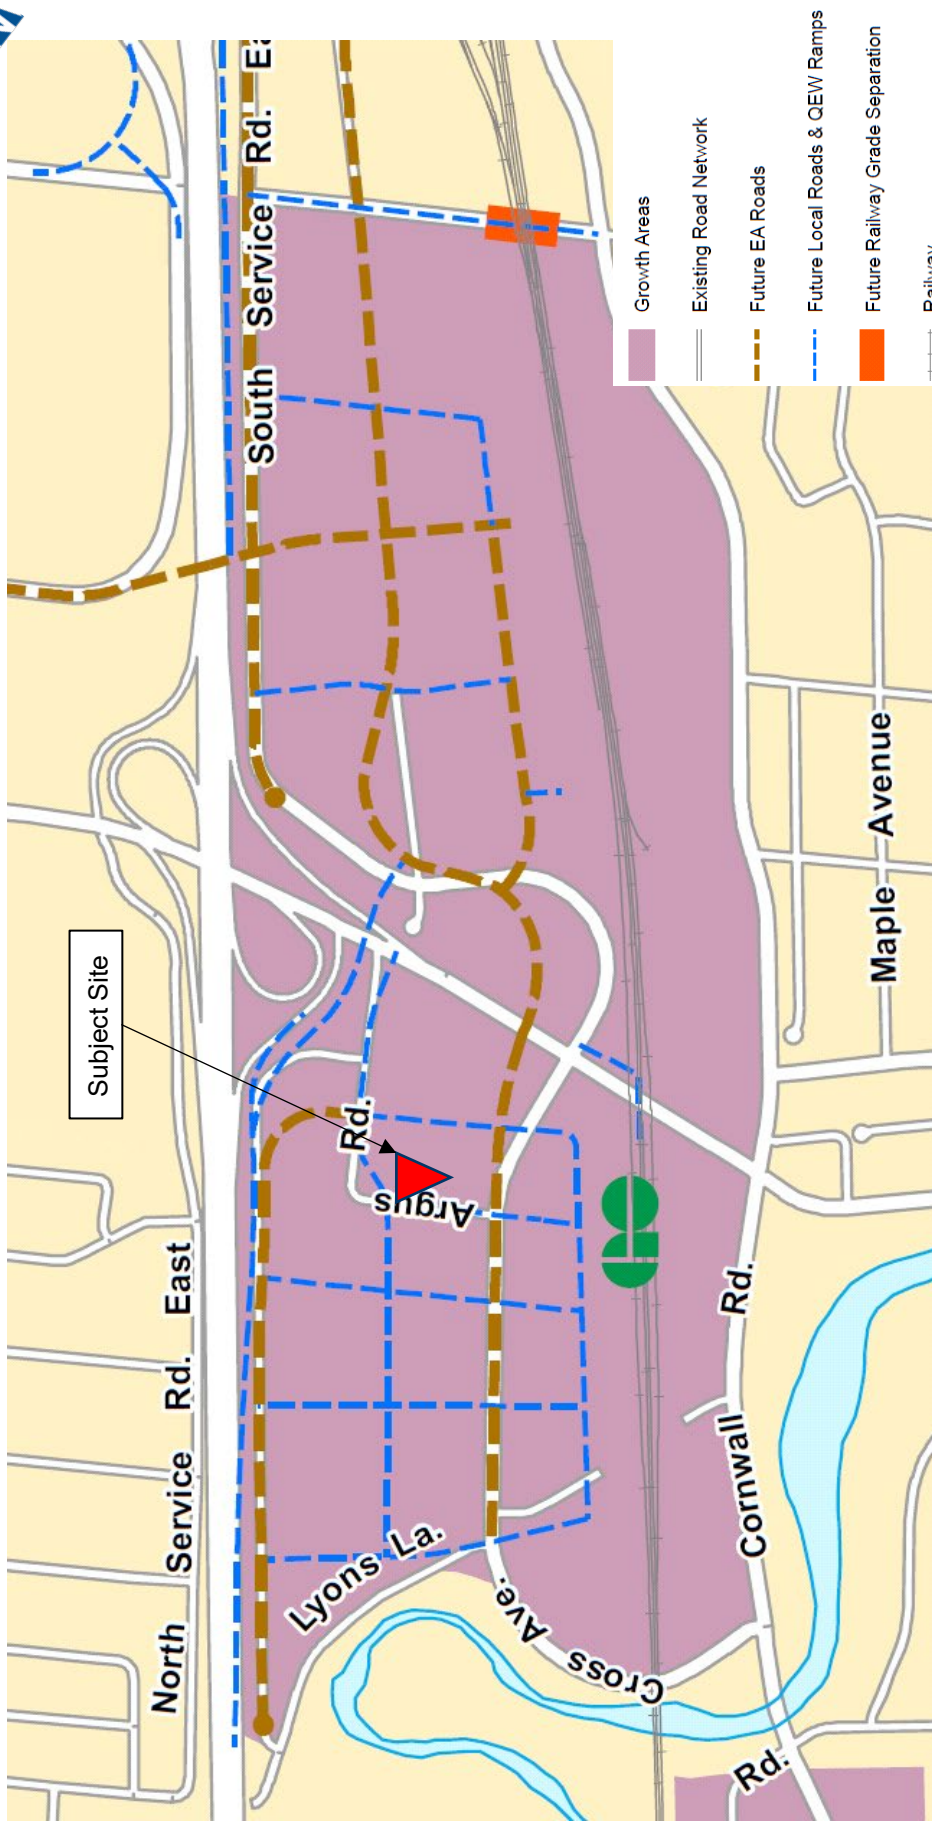 Subject Site
North Service Rd. East
South Service Rd.
Rd.
Argus
Lyons La.
Cross Ave.
Cornwall Rd.
Maple Avenue
Rd.
GO
Growth Areas
Existing Road Network
Future EA Roads
Future Local Roads & QEW Ramps
Future Railway Grade Separation